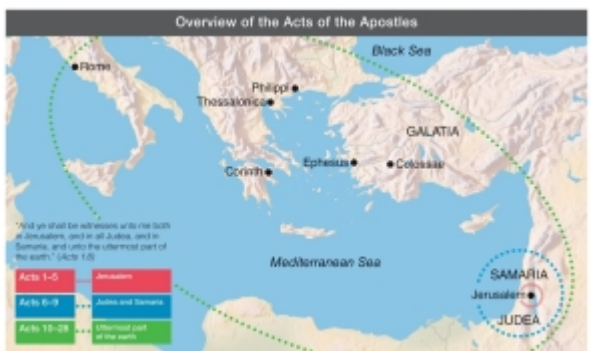 Overview of the Acts of the Apostles
Black Sea
Rome
Philippi
Thessalonica
GALATIA
Ephesus
Colossae
Corinth
"And ye shall be witnesses unto me both
in Jerusalem, and in all Judea, and in
Samaria, and unto the uttermost part of
the earth." (Acts 1:8)
Mediterranean Sea
SAMARIA
Jerusalem
JUDEA
Acts 1–5 Jerusalem
Acts 6–9 Judea and Samaria
Acts 10–28 Uttermost part
of the earth